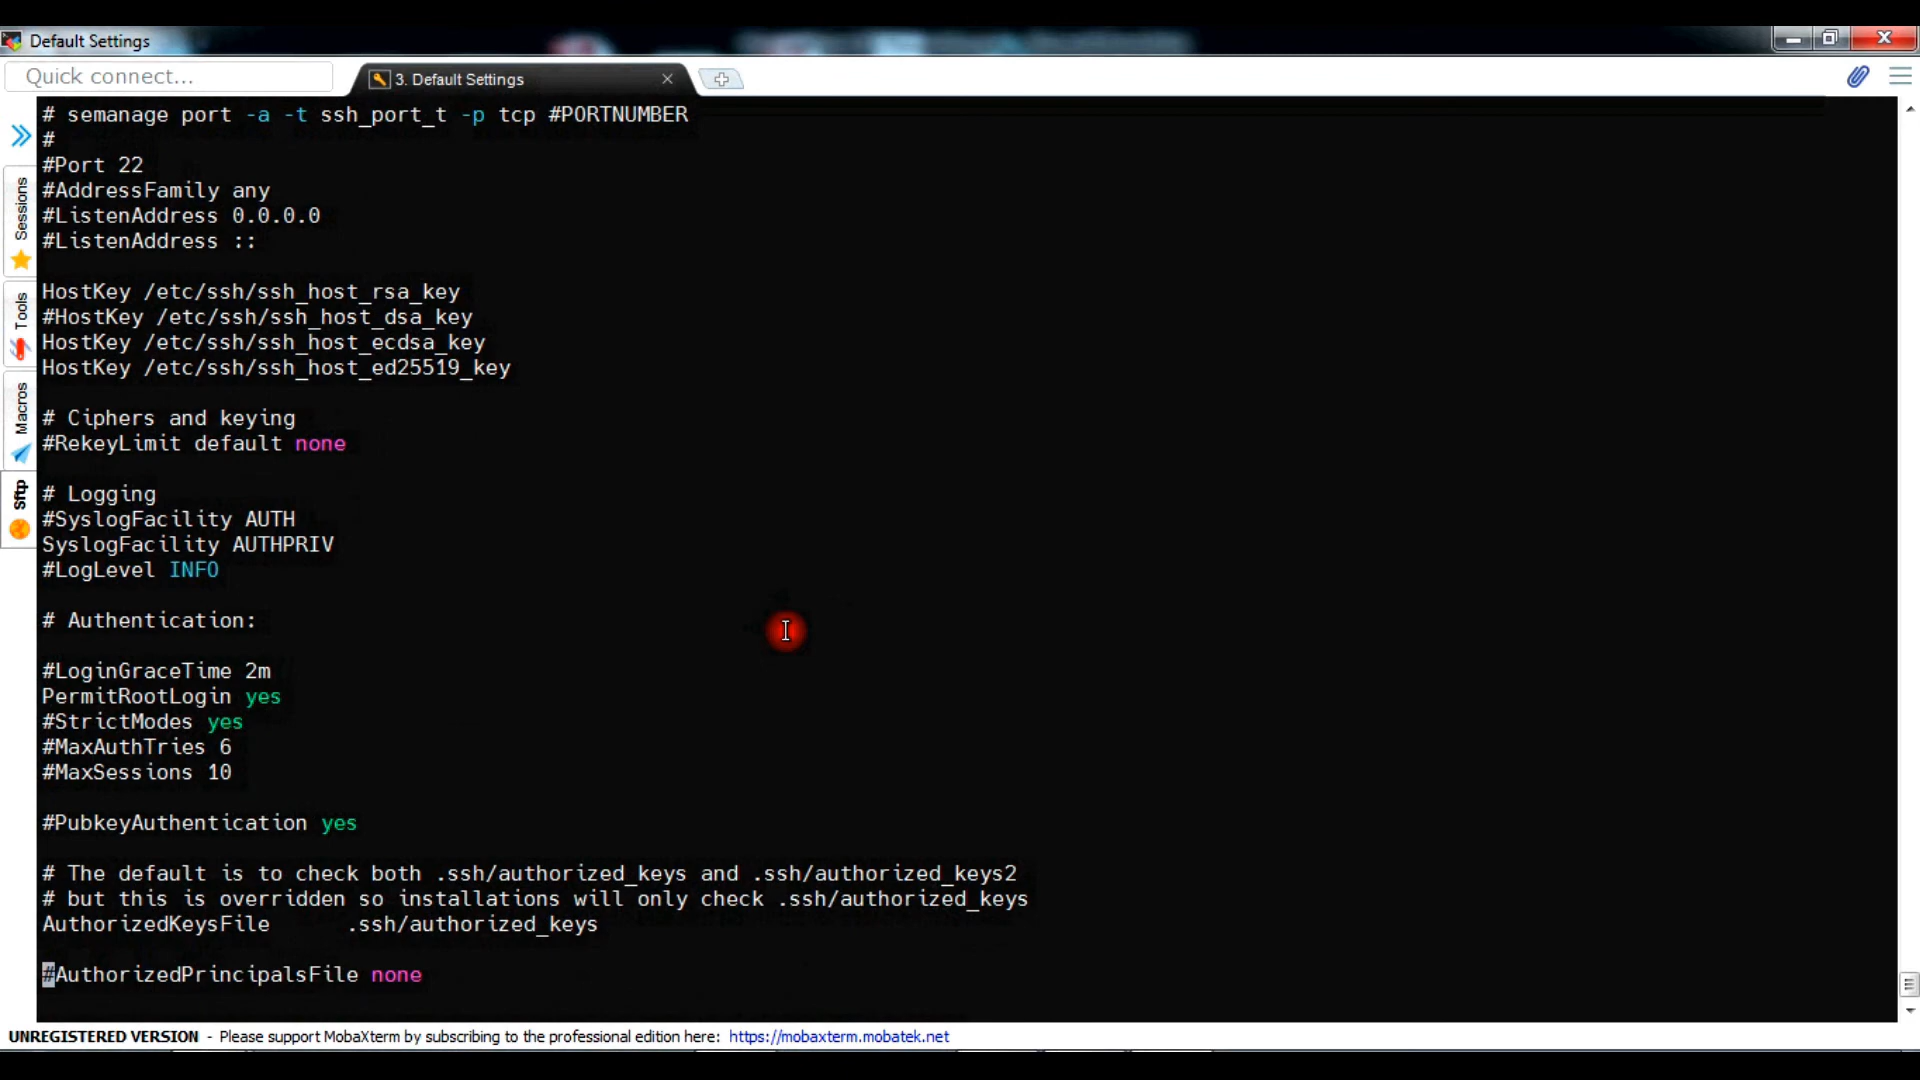 Default Settings
Quick connect...
3. Default Settings
# semanage port -a -t ssh_port_t -p tcp #PORTNUMBER
#
#Port 22
#AddressFamily any
#ListenAddress 0.0.0.0
#ListenAddress ::
HostKey /etc/ssh/ssh_host_rsa_key
#HostKey /etc/ssh/ssh_host_dsa_key
HostKey /etc/ssh/ssh_host_ecdsa_key
HostKey /etc/ssh/ssh_host_ed25519_key
# Ciphers and keying
#RekeyLimit default none
# Logging
#SyslogFacility AUTH
SyslogFacility AUTHPRIV
#LogLevel INFO
# Authentication:
#LoginGraceTime 2m
PermitRootLogin yes
#StrictModes yes
#MaxAuthTries 6
#MaxSessions 10
#PubkeyAuthentication yes
# The default is to check both .ssh/authorized_keys and .ssh/authorized_keys2
# but this is overridden so installations will only check .ssh/authorized_keys
AuthorizedKeysFile      .ssh/authorized_keys
#AuthorizedPrincipalsFile none
Sessions
Tools
Macros
Sftp
UNREGISTERED VERSION - Please support MobaXterm by subscribing to the professional edition here: https://mobaxterm.mobatek.net